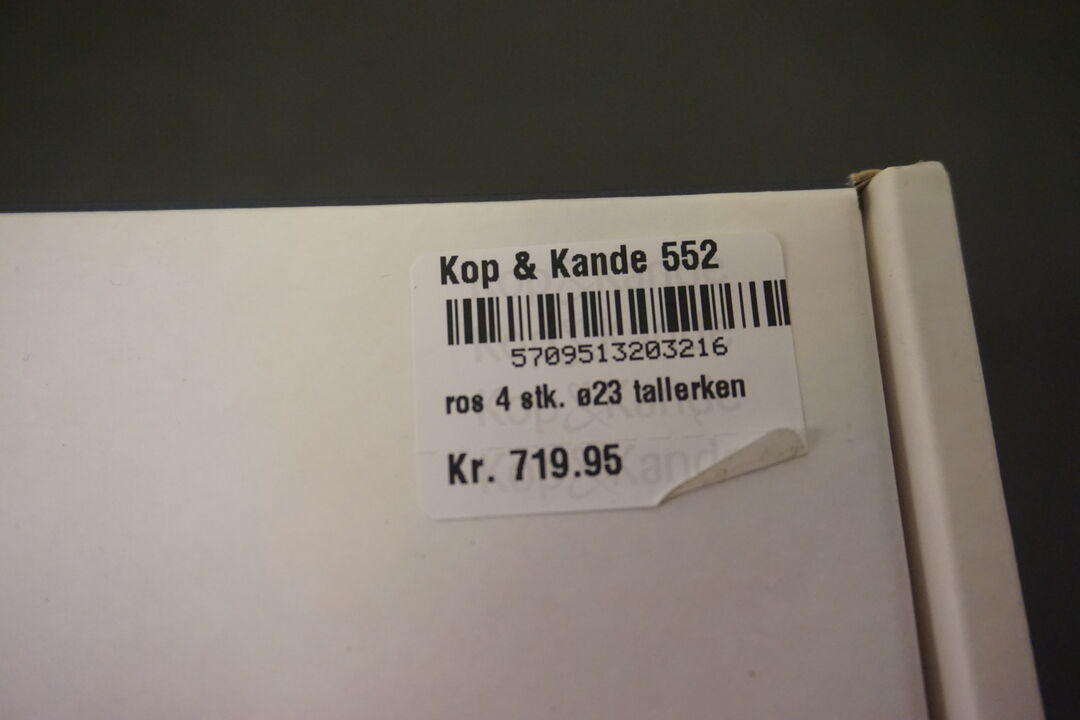 Kop & Kande 552
5709513203216
ros 4 stk. ø23 tallerken
Kr. 719.95